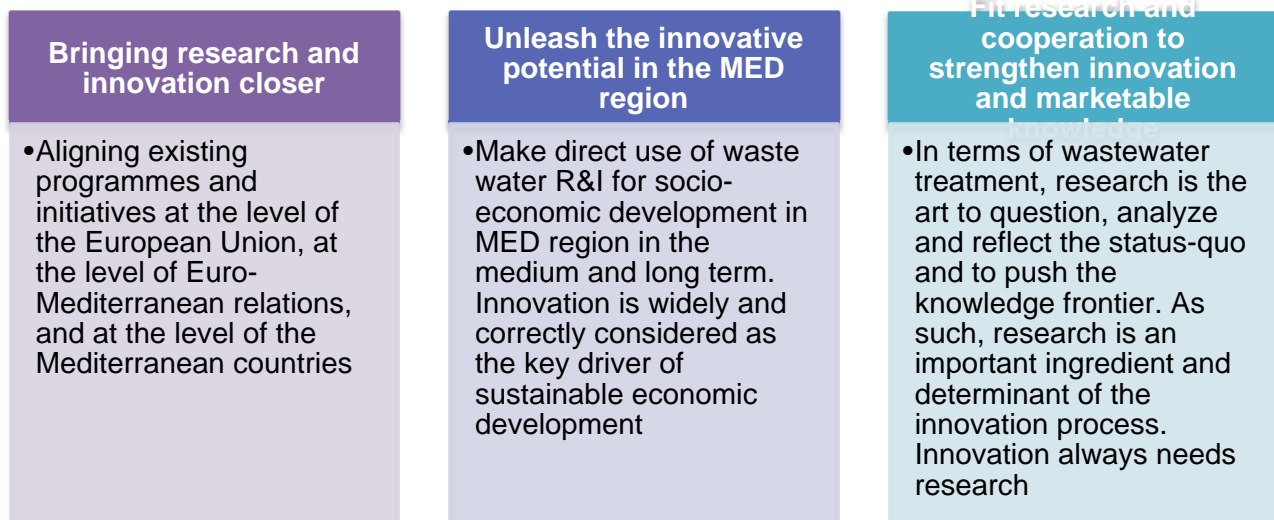 Bringing research and
innovation closer
•Aligning existing
programmes and
initiatives at the level of
the European Union, at
the level of Euro-
Mediterranean relations,
and at the level of the
Mediterranean countries
Unleash the innovative
potential in the MED
region
•Make direct use of waste
water R&I for socio-
economic development in
MED region in the
medium and long term.
Innovation is widely and
correctly considered as
the key driver of
sustainable economic
development
Fit research and
cooperation to
strengthen innovation
and marketable
knowledge
•In terms of wastewater
treatment, research is the
art to question, analyze
and reflect the status-quo
and to push the
knowledge frontier. As
such, research is an
important ingredient and
determinant of the
innovation process.
Innovation always needs
research